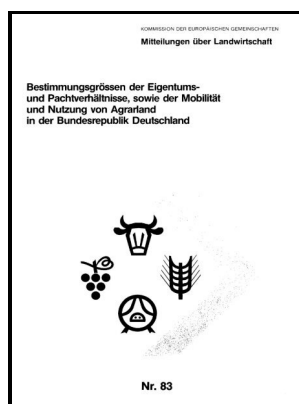 KOMMISSION DER EUROPÄISCHEN GEMEINSCHAFTEN
Mitteilungen über Landwirtschaft
Bestimmungsgrössen der Eigentums-
und Pachtverhältnisse, sowie der Mobilität
und Nutzung von Agrarland
in der Bundesrepublik Deutschland
Nr. 83